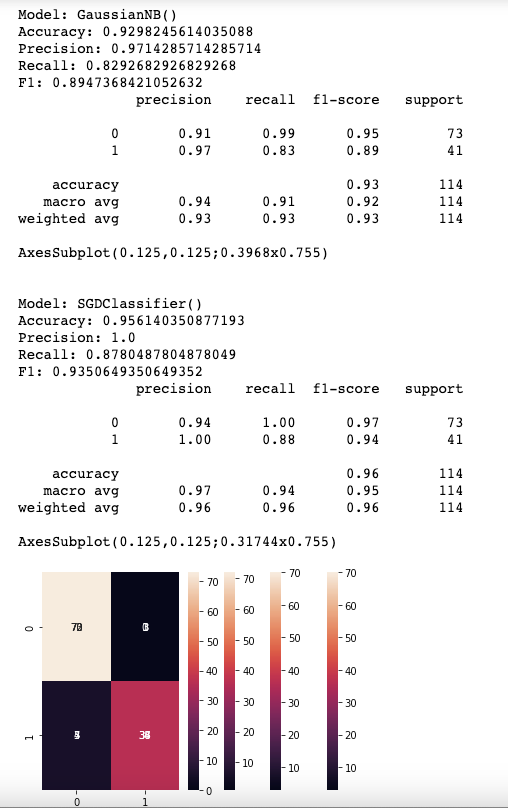 Model: GaussianNB()
Accuracy: 0.9298245614035088
Precision: 0.9714285714285714
Recall: 0.8292682926829268
F1: 0.8947368421052632
precision recall f1-score support
0 0.91 0.99 0.95 73
1 0.97 0.83 0.89 41
accuracy 0.93 114
macro avg 0.94 0.91 0.92 114
weighted avg 0.93 0.93 0.93 114
AxesSubplot(0.125,0.125;0.3968x0.755)
Model: SGDClassifier()
Accuracy: 0.956140350877193
Precision: 1.0
Recall: 0.8780487804878049
F1: 0.9350649350649352
precision recall f1-score support
0 0.94 1.00 0.97 73
1 1.00 0.88 0.94 41
accuracy 0.96 114
macro avg 0.97 0.94 0.95 114
weighted avg 0.96 0.96 0.96 114
AxesSubplot(0.125,0.125;0.31744x0.755)
70 70 70 70
60 60 60 60
0
50 50 50 50
40 40 40 40
30 30 30 30
20 20 20 20
1
10 10 10 10
0
0 1